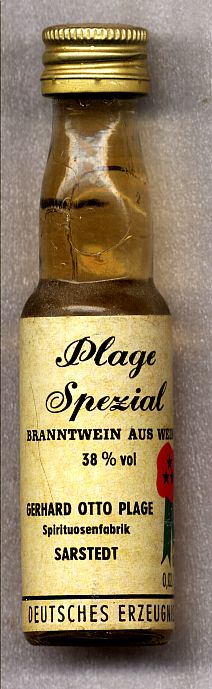 Plage
Spezial
BRANNTWEIN AUS
38 % vol
GERHARD OTTO PLAGE
Spirituosenfabrik
SARSTEDT
DEUTSCHES